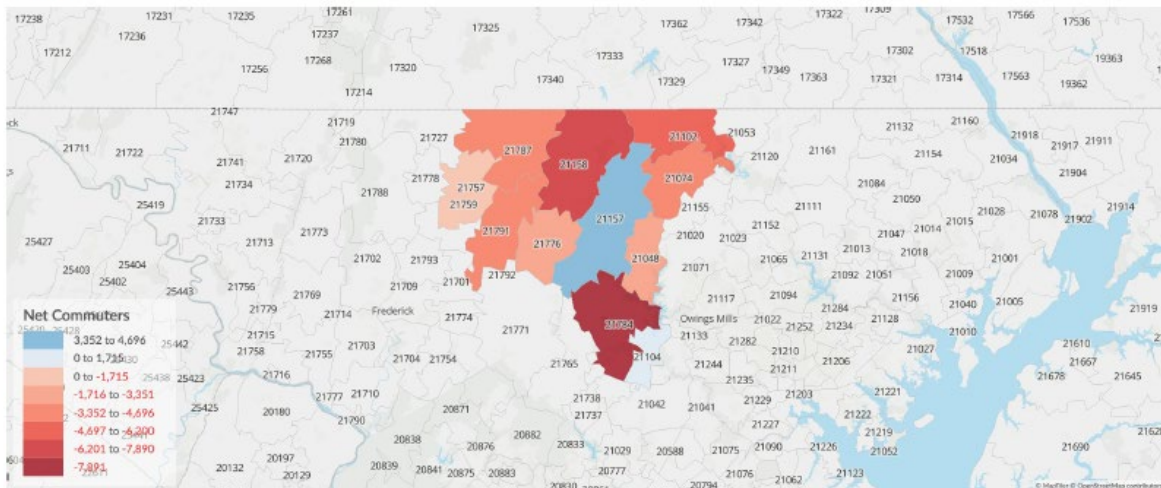 17238 17231 17235 17261 17325 17362 17342 17322 17309 17532 17566 17536
17236 17237
17212 17256 17268 17320 17333 17327 17349 17302 17518 19363
17340 17329 17363 17321 17314 17563 19362
17214
21747 21719 21727 21787 21158 21102 21053 21132 21160 21918 21911
21711 21722 21741 21720 21780 21778 21120 21161 21154 21034 21917
21734 21788 21757 21074 21084 21904
25419 21759 21157 21155 21111 21050 21028 21078 21902 21914
21733 21773 21791 21776 21020 21023 21152 21047 21014 21015
25427 21713 21702 21793 21048 21065 21131 21013 21018 21001
25403 25404 21701 21792 21071 21092 21051 21009
25402 25443 21756 21709 21117 21094 21156 21040 21005
21769 21779 21714 Frederick 21774 21771 21784 Owings Mills 21022 21284 21128 21919
21252 21234 21010
21715 21703 21133 21282 21610
25442 21758 21755 21704 21754 21765 21104 21244 21210 21206 21027 21667
25438 25423 21716 21211 21678 21645
25425 20180 21777 21710 20871 21738 21042 21041 21235 21229 21203 21221
21790 21737 21222
20838 20876 20882 20833 21227 21219
20132 20197 20839 20841 20875 20883 21029 20588 21075 21090 21226 21052 21690
20129 20777 21076 21062 21123
20830 20794
Net Commuters
3,352 to 4,696
0 to 1,715
0 to -1,715
-1,716 to -3,351
-3,352 to -4,696
-4,697 to -6,200
-6,201 to -7,890
-7,891
© MapTiler © OpenStreetMap contributors